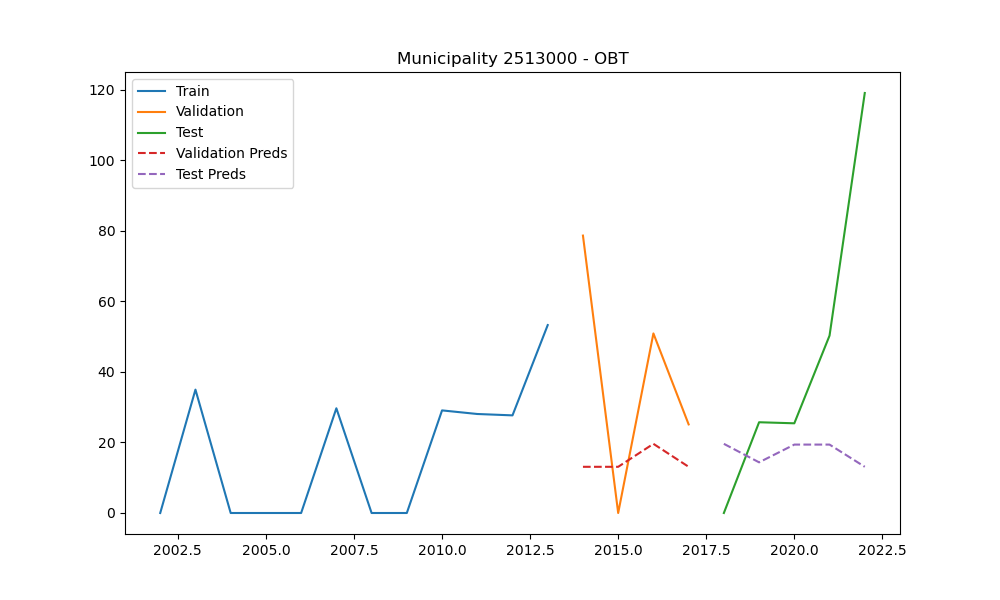 Municipality 2513000 - OBT
Train
Validation
Test
Validation Preds
Test Preds
120
100
80
60
40
20
0
2002.5 2005.0 2007.5 2010.0 2012.5 2015.0 2017.5 2020.0 2022.5